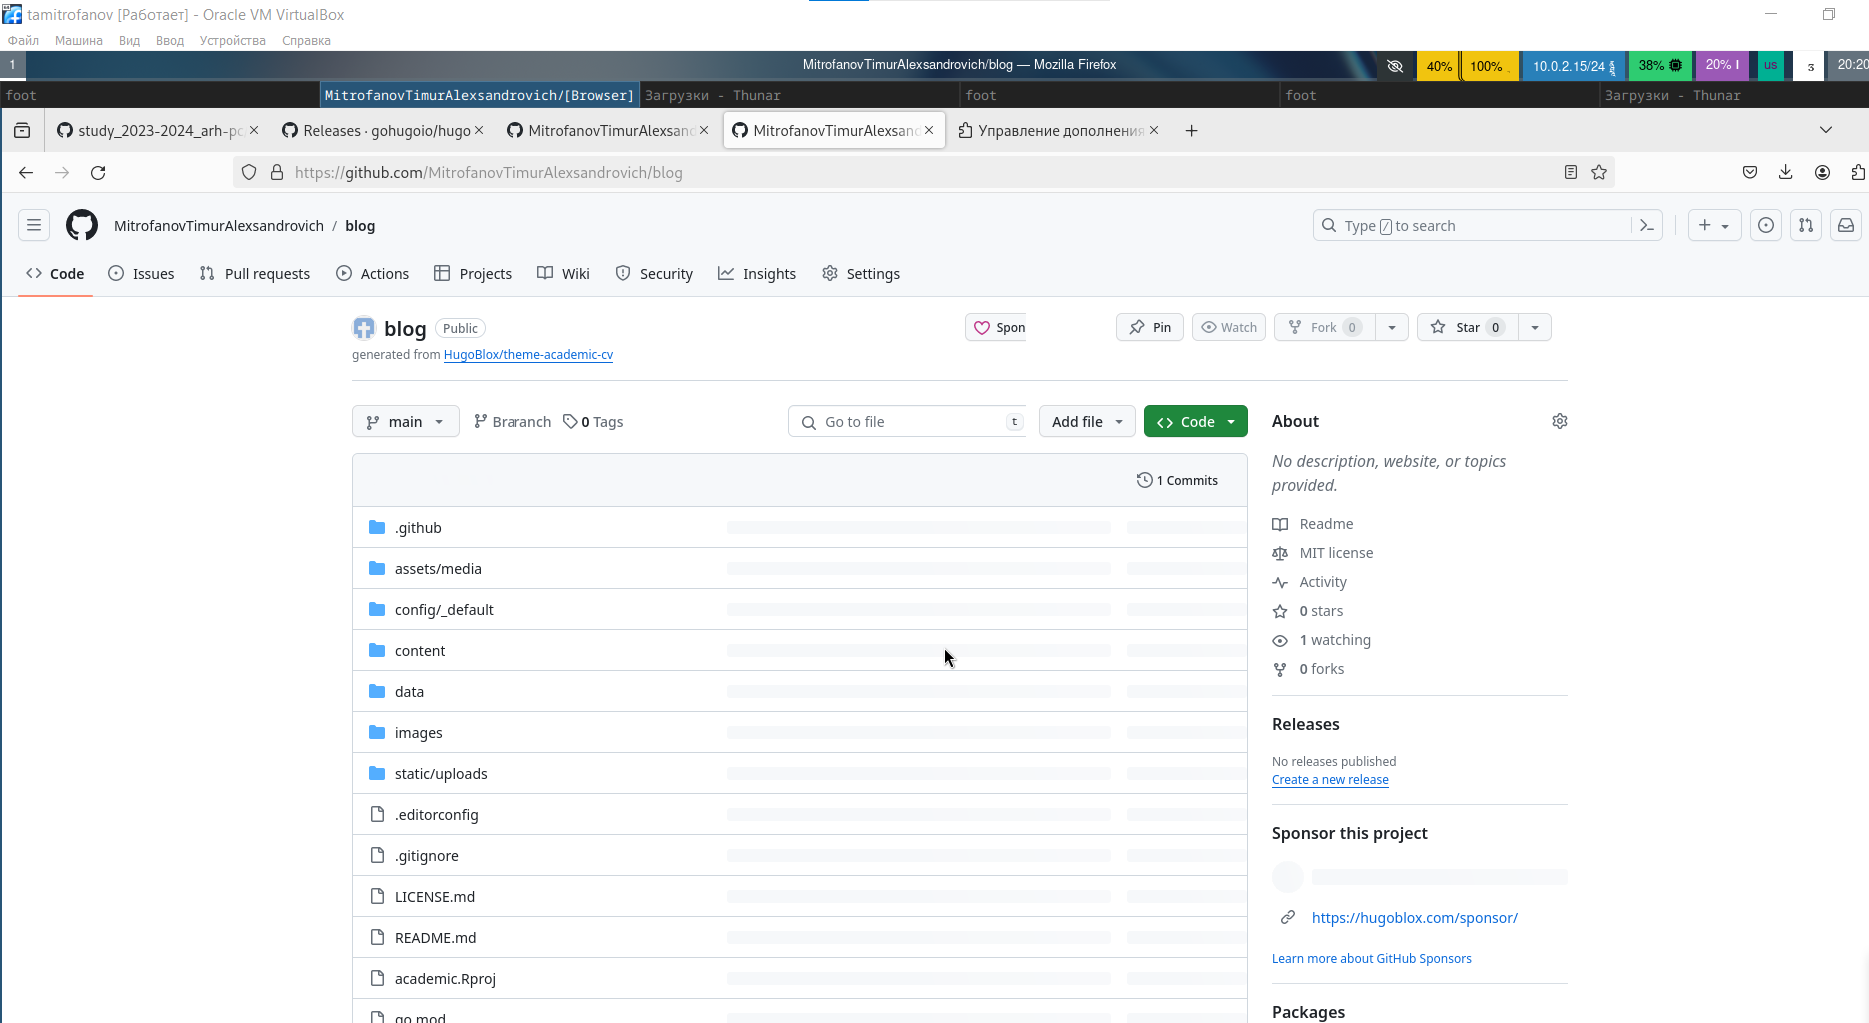 tamitrofanov [Работает] - Oracle VM VirtualBox
Файл Машина Вид Ввод Устройства Справка
1 MitrofanovTimurAlexsandrovich/blog — Mozilla Firefox 40% 100% 10.0.2.15/24 38% 20% us 3 20:20
foot MitrofanovTimurAlexsandrovich/[Browser] Загрузки - Thunar foot foot Загрузки - Thunar
study_2023-2024_arh-pc Releases · gohugoio/hugo MitrofanovTimurAlexsand MitrofanovTimurAlexsand Управление дополнения
https://github.com/MitrofanovTimurAlexsandrovich/blog
MitrofanovTimurAlexsandrovich / blog Type / to search
Code Issues Pull requests Actions Projects Wiki Security Insights Settings
blog Public Spon Pin Watch Fork 0 Star 0
generated from HugoBlox/theme-academic-cv
main Braranch 0 Tags Go to file t Add file Code About
No description, website, or topics
provided.
1 Commits
.github
assets/media
config/_default
content
data
images
static/uploads
.editorconfig
.gitignore
LICENSE.md
README.md
academic.Rproj
go.mod
Readme
MIT license
Activity
0 stars
1 watching
0 forks
Releases
No releases published
Create a new release
Sponsor this project
https://hugoblox.com/sponsor/
Learn more about GitHub Sponsors
Packages